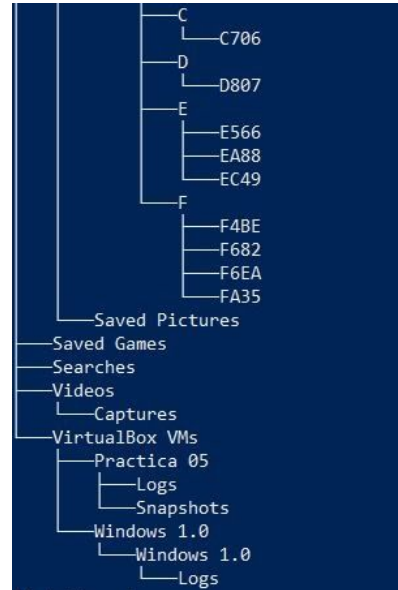 C
C706
D
D807
E
E566
EA88
EC49
F
F4BE
F682
F6EA
FA35
Saved Pictures
Saved Games
Searches
Videos
Captures
VirtualBox VMs
Practica 05
Logs
Snapshots
Windows 1.0
Windows 1.0
Logs